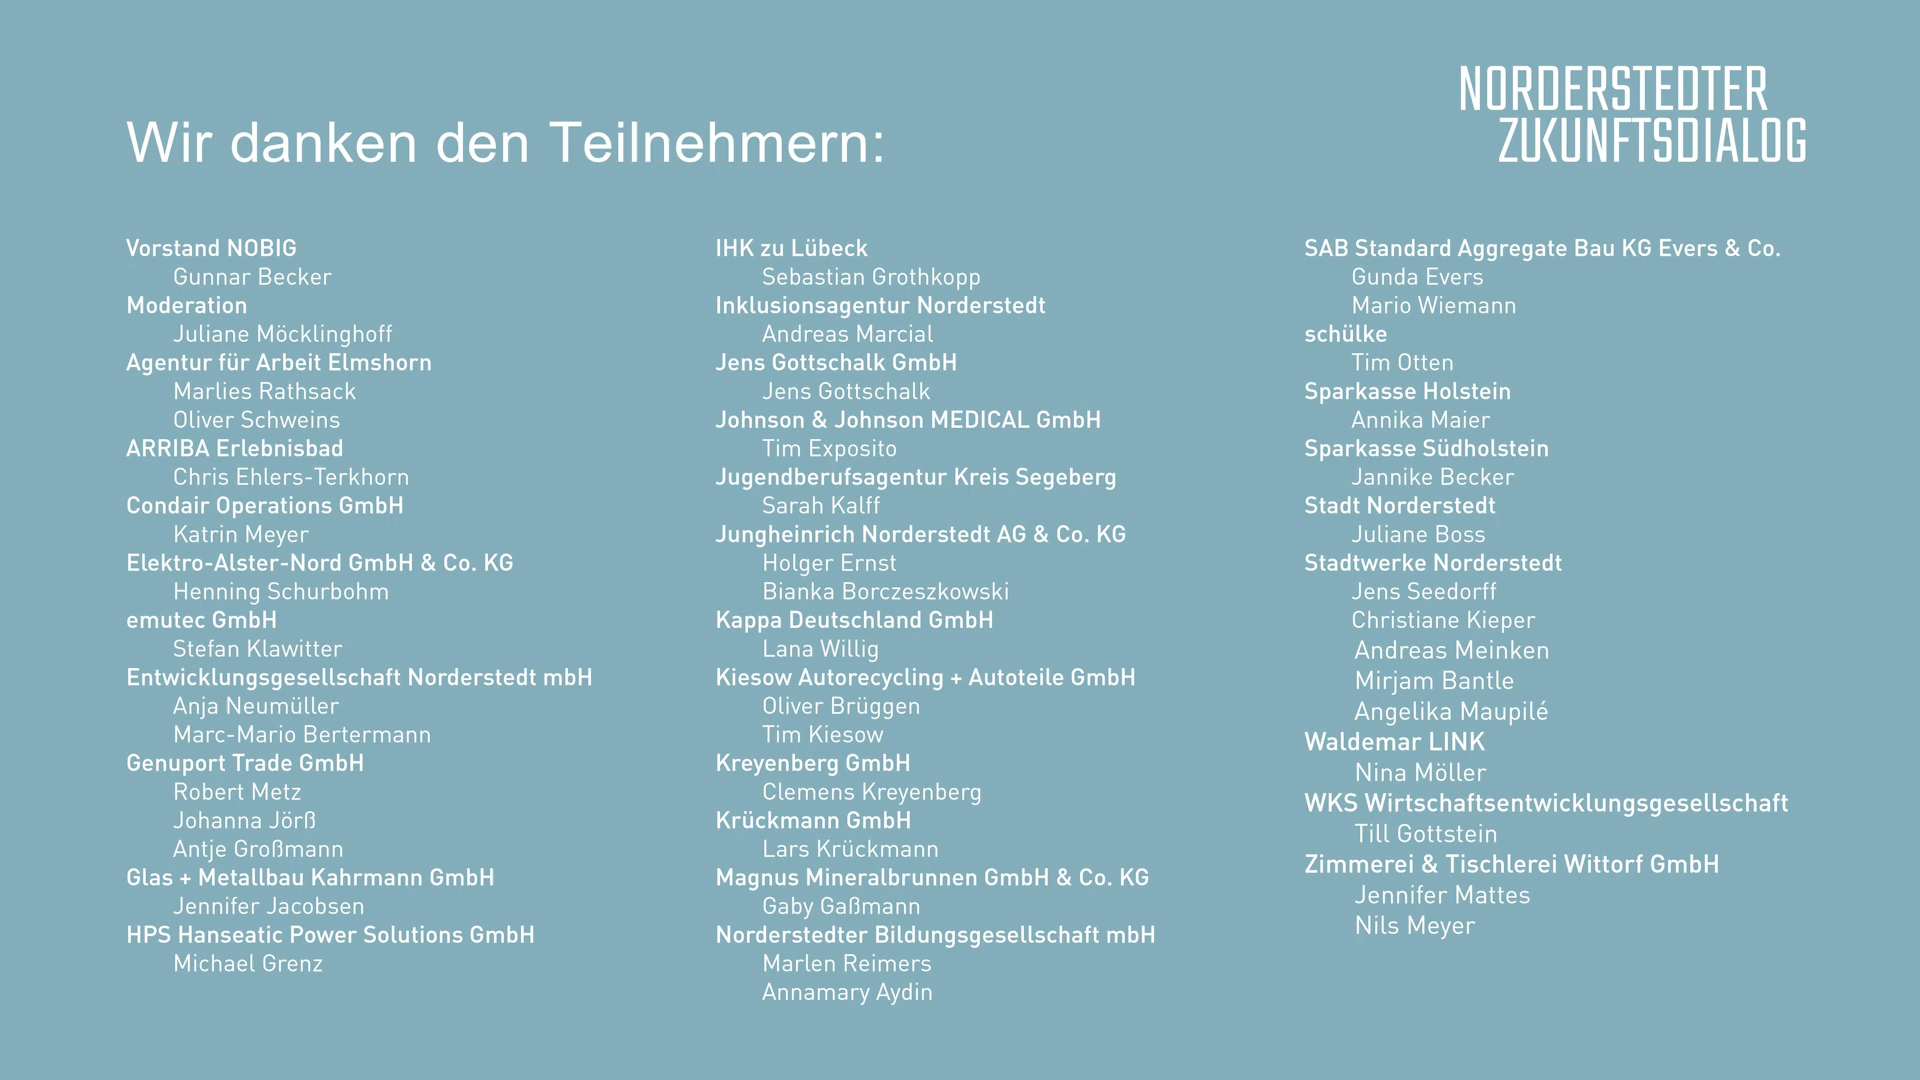 Wir danken den Teilnehmern:
NORDERSTEDTER
ZUKUNFTSDIALOG
Vorstand NOBIG
Gunnar Becker
Moderation
Juliane Möcklinghoff
Agentur für Arbeit Elmshorn
Marlies Rathsack
Oliver Schweins
ARRIBA Erlebnisbad
Chris Ehlers-Terkhorn
Condair Operations GmbH
Katrin Meyer
Elektro-Alster-Nord GmbH & Co. KG
Henning Schurbohm
emutec GmbH
Stefan Klawitter
Entwicklungsgesellschaft Norderstedt mbH
Anja Neumüller
Marc-Mario Bertermann
Genuport Trade GmbH
Robert Metz
Johanna Jörß
Antje Großmann
Glas + Metallbau Kahrmann GmbH
Jennifer Jacobsen
HPS Hanseatic Power Solutions GmbH
Michael Grenz
IHK zu Lübeck
Sebastian Grothkopp
Inklusionsagentur Norderstedt
Andreas Marcial
Jens Gottschalk GmbH
Jens Gottschalk
Johnson & Johnson MEDICAL GmbH
Tim Exposito
Jugendberufsagentur Kreis Segeberg
Sarah Kalff
Jungheinrich Norderstedt AG & Co. KG
Holger Ernst
Bianka Borczeszkowski
Kappa Deutschland GmbH
Lana Willig
Kiesow Autorecycling + Autoteile GmbH
Oliver Brüggen
Tim Kiesow
Kreyenberg GmbH
Clemens Kreyenberg
Krückmann GmbH
Lars Krückmann
Magnus Mineralbrunnen GmbH & Co. KG
Gaby Gaßmann
Norderstedter Bildungsgesellschaft mbH
Marlen Reimers
Annamary Aydin
SAB Standard Aggregate Bau KG Evers & Co.
Gunda Evers
Mario Wiemann
schülke
Tim Otten
Sparkasse Holstein
Annika Maier
Sparkasse Südholstein
Jannike Becker
Stadt Norderstedt
Juliane Boss
Stadtwerke Norderstedt
Jens Seedorff
Christiane Kieper
Andreas Meinken
Mirjam Bantle
Angelika Maupilé
Waldemar LINK
Nina Möller
WKS Wirtschaftsentwicklungsgesellschaft
Till Gottstein
Zimmerei & Tischlerei Wittorf GmbH
Jennifer Mattes
Nils Meyer